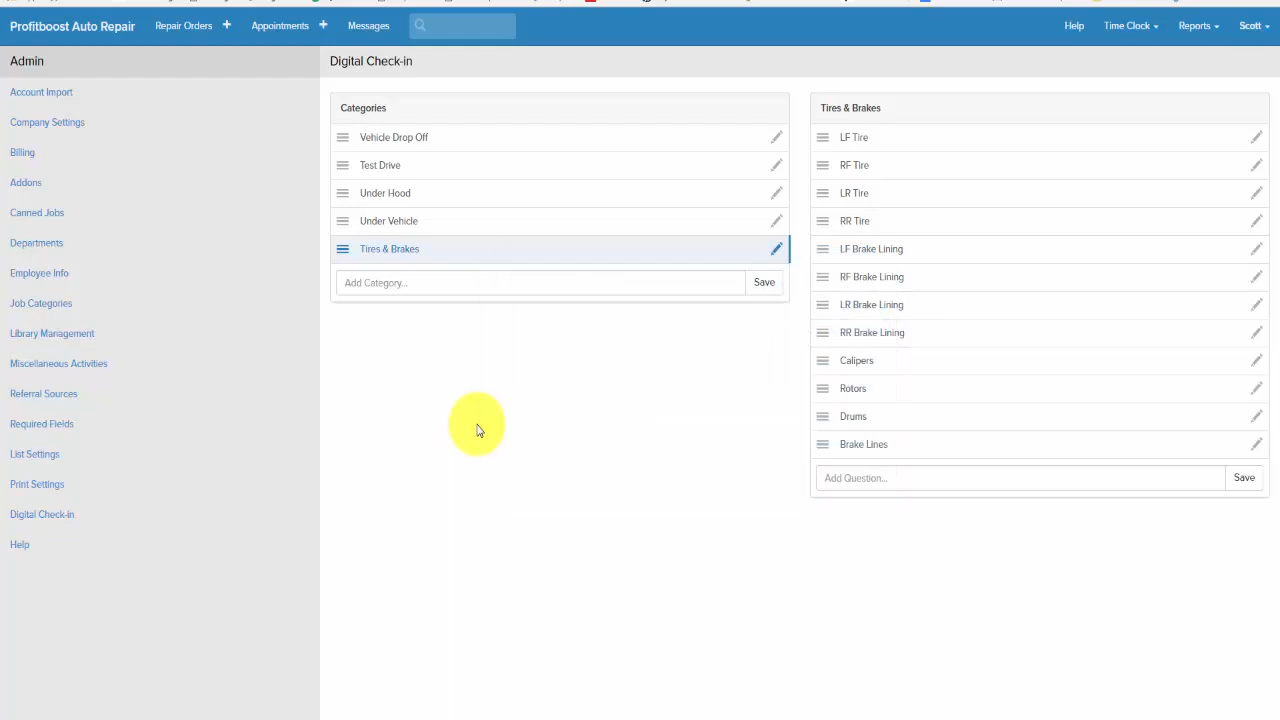 Profitboost Auto Repair Repair Orders + Appointments + Messages Help Time Clock Reports Scott
Admin
Account Import
Company Settings
Billing
Addons
Canned Jobs
Departments
Employee Info
Job Categories
Library Management
Miscellaneous Activities
Referral Sources
Required Fields
List Settings
Print Settings
Digital Check-in
Help
Digital Check-in
Categories
Vehicle Drop Off
Test Drive
Under Hood
Under Vehicle
Tires & Brakes
Add Category... Save
Tires & Brakes
LF Tire
RF Tire
LR Tire
RR Tire
LF Brake Lining
RF Brake Lining
LR Brake Lining
RR Brake Lining
Calipers
Rotors
Drums
Brake Lines
Add Question... Save